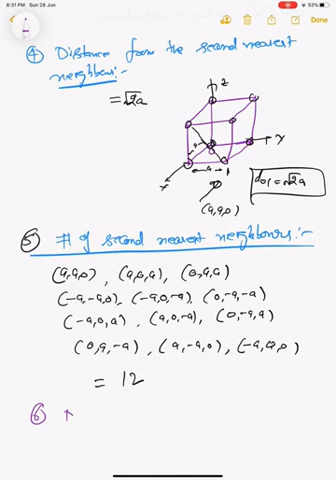 8:31 PM Sun 28 Jun
52%
Done
④ Distance from the second nearest
neighbour:-
= √2a
z
y
x
a
a
(a,a,0)
d01 = √2a
⑤ # of second nearest neighbours:-
(a,a,0), (a,0,a), (0,a,a)
(-a,-a,0), (-a,0,-a), (0,-a,-a)
(-a,0,a), (a,0,-a), (0,-a,a)
(0,a,-a), (a,-a,0), (-a,a,0)
= 12
⑥